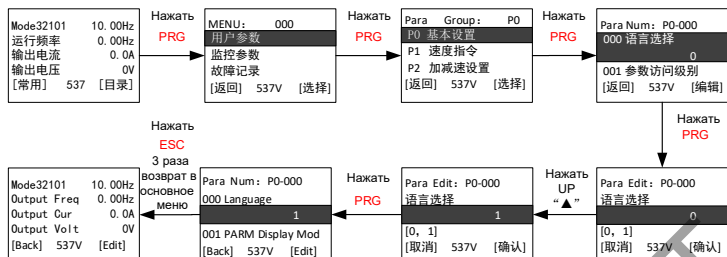 Mode32101 10.00Hz
运行频率 0.00Hz
输出电流 0.0A
输出电压 0V
[常用] 537 [目录]
Нажать
PRG
MENU: 000
用户参数
监控参数
故障记录
[返回] 537V [选择]
Нажать
PRG
Para Group: P0
P0 基本设置
P1 速度指令
P2 加减速设置
[返回] 537V [选择]
Нажать
PRG
Para Num: P0-000
000 语言选择
0
001 参数访问级别
[返回] 537V [编辑]
Нажать
PRG
Para Edit: P0-000
语言选择
0
[0, 1]
[取消] 537V [确认]
Нажать
UP
“▲”
Para Edit: P0-000
语言选择
1
[0, 1]
[取消] 537V [确认]
Нажать
PRG
Para Num: P0-000
000 Language
1
001 PARM Display Mod
[Back] 537V [Edit]
Нажать
ESC
3 раза
возврат в
основное
меню
Mode32101 10.00Hz
Output Freq 0.00Hz
Output Cur 0.0A
Output Volt 0V
[Back] 537V [Edit]